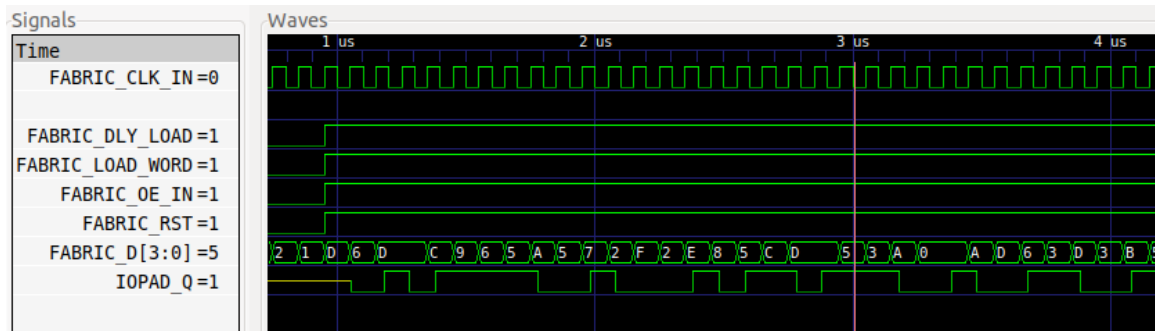 Signals
Waves
Time
1 us 2 us 3 us 4 us
FABRIC_CLK_IN=0
FABRIC_DLY_LOAD=1
FABRIC_LOAD_WORD=1
FABRIC_OE_IN=1
FABRIC_RST=1
FABRIC_D[3:0]=5 2 1 D 6 D C 9 6 5 A 5 7 2 F 2 E 8 5 C D 5 3 A 0 A D 6 3 D 3 B
IOPAD_Q=1